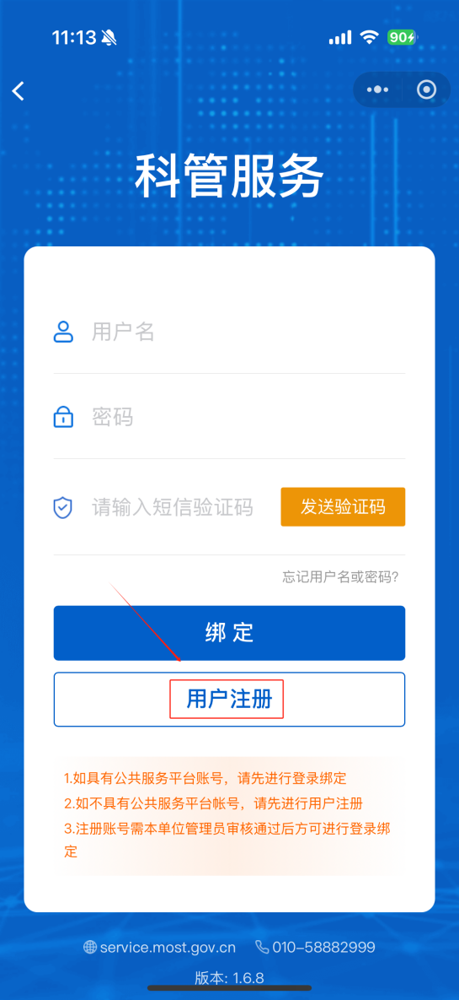 11:13
90
科管服务
用户名
密码
请输入短信验证码
发送验证码
忘记用户名或密码?
绑 定
用户注册
1.如具有公共服务平台账号，请先进行登录绑定
2.如不具有公共服务平台帐号，请先进行用户注册
3.注册账号需本单位管理员审核通过后方可进行登录绑
定
service.most.gov.cn 010-58882999
版本: 1.6.8